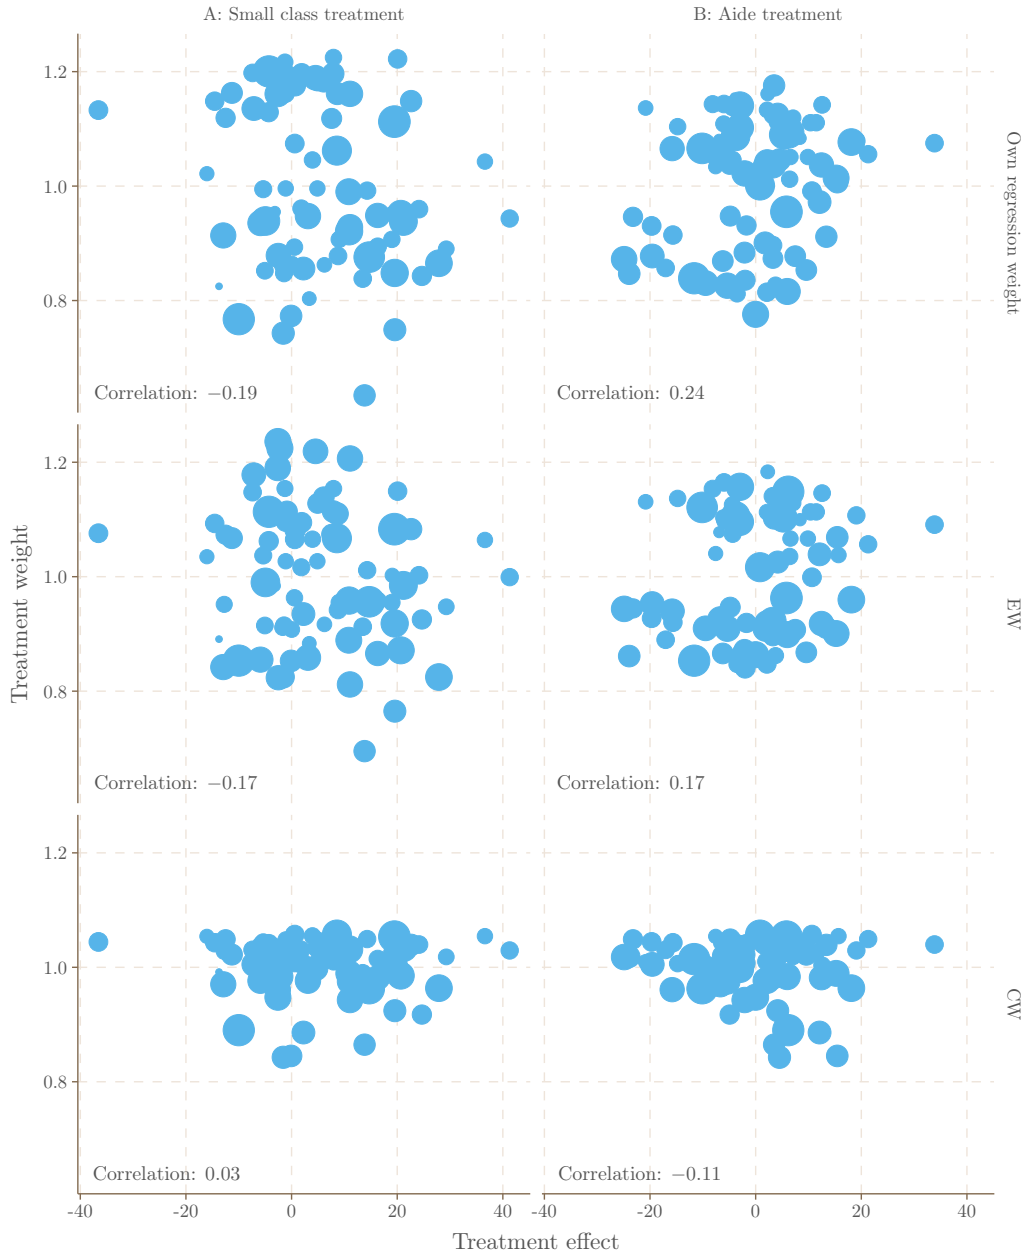 A: Small class treatment
B: Aide treatment
1.2
1.0
0.8
Correlation: −0.19
Correlation: 0.24
Own regression weight
1.2
1.0
0.8
Correlation: −0.17
Correlation: 0.17
EW
Treatment weight
1.2
1.0
0.8
Correlation: 0.03
Correlation: −0.11
CW
-40 -20 0 20 40 -40 -20 0 20 40
Treatment effect